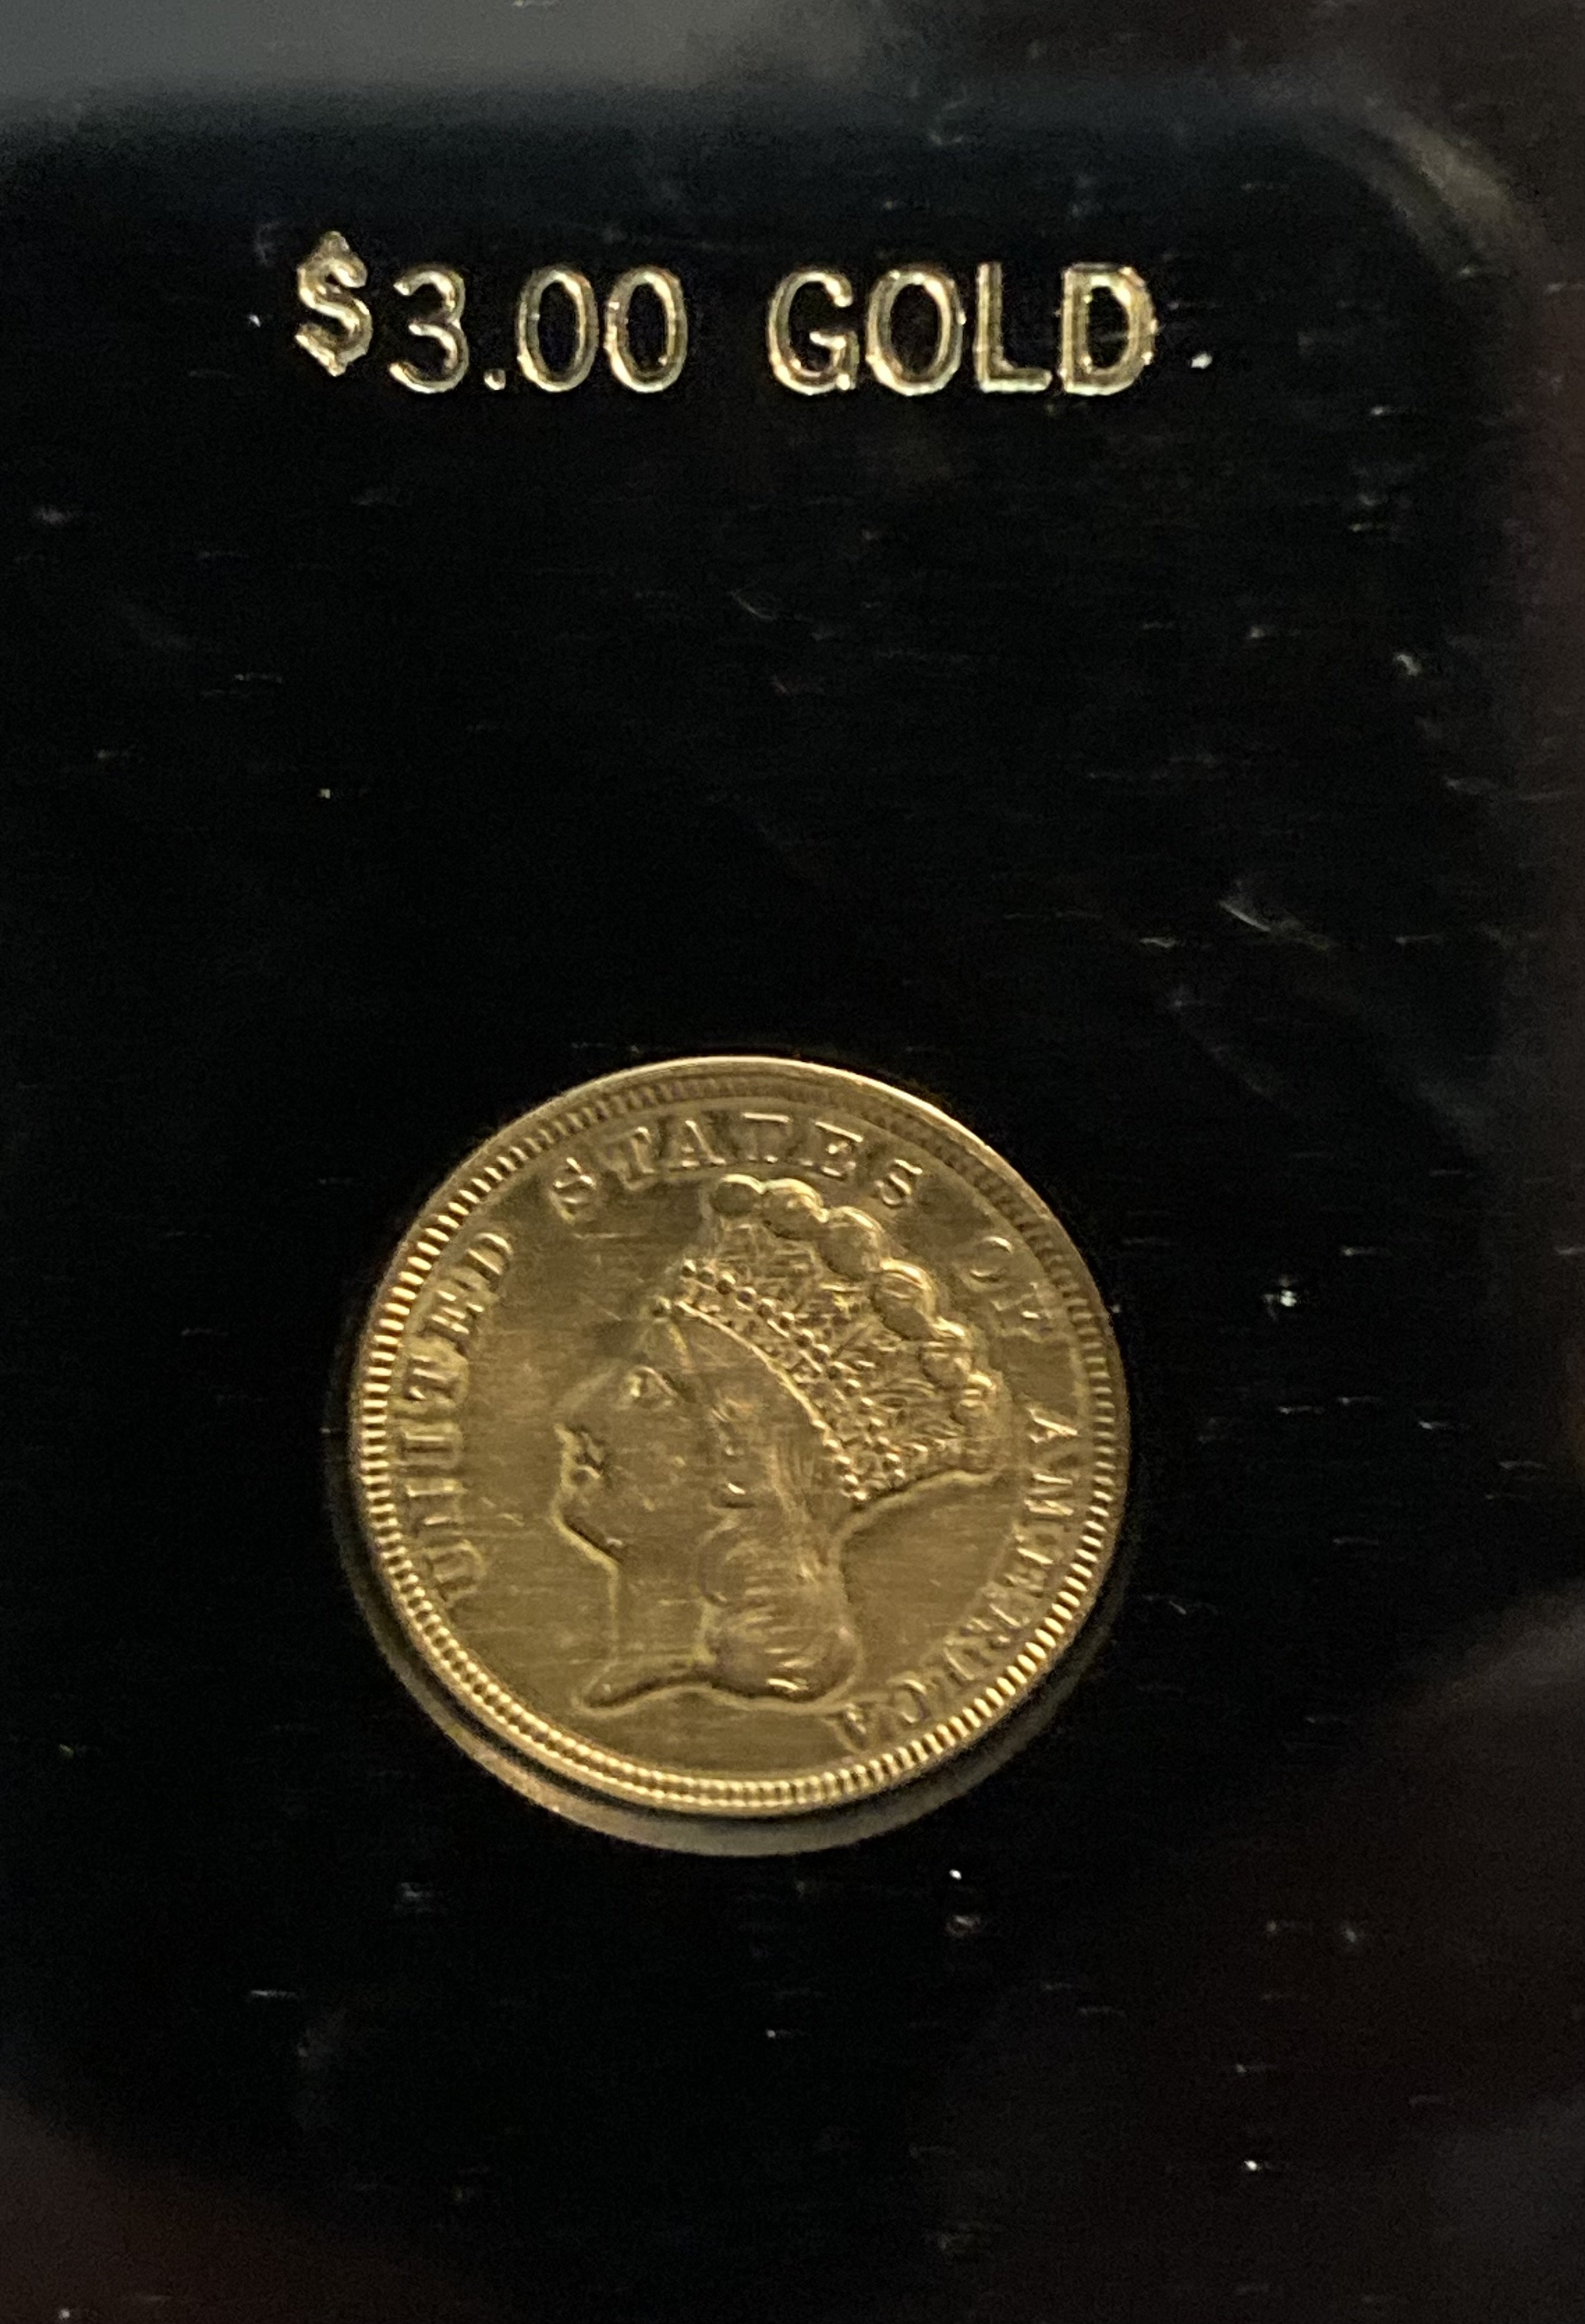 $3.00 GOLD
UNITED STATES OF AMERICA